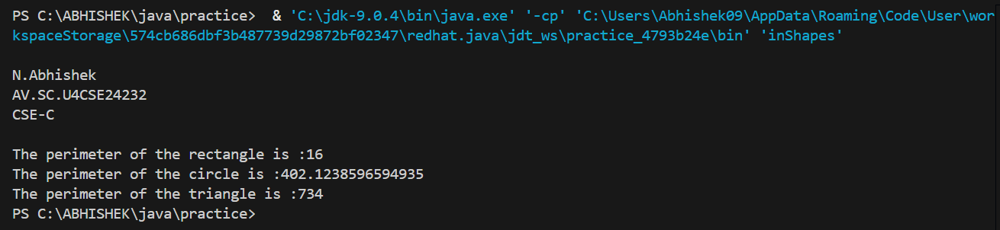 PS C:\ABHISHEK\java\practice>  & 'C:\jdk-9.0.4\bin\java.exe' '-cp' 'C:\Users\Abhishek09\AppData\Roaming\Code\User\wor
kspaceStorage\574cb686dbf3b487739d29872bf02347\redhat.java\jdt_ws\practice_4793b24e\bin' 'inShapes'
N.Abhishek
AV.SC.U4CSE24232
CSE-C
The perimeter of the rectangle is :16
The perimeter of the circle is :402.1238596594935
The perimeter of the triangle is :734
PS C:\ABHISHEK\java\practice>